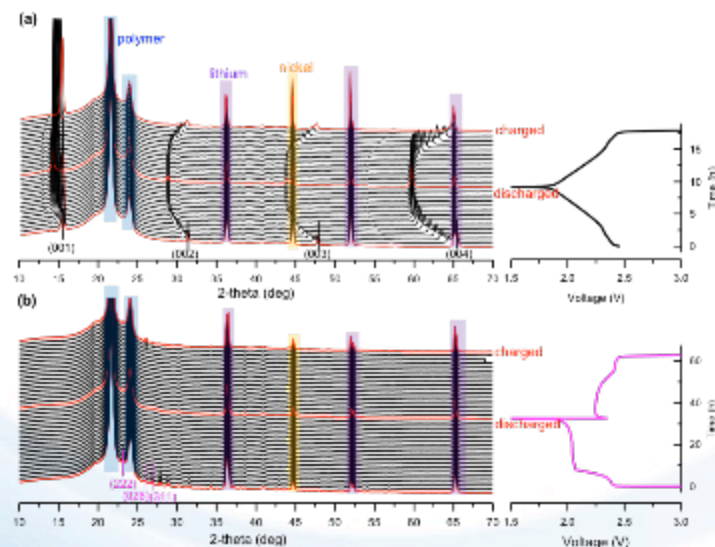 (a)
polymer
lithium
nickel
charged
discharged
(001)
(002)
(003)
(004)
10 15 20 25 30 35 40 45 50 55 60 65 70
2-theta (deg)
15
10
5
0
Time (h)
1.5 2.0 2.5 3.0
Voltage (V)
(b)
charged
discharged
(222)
10 15 20 25 30 35 40 45 50 55 60 65 70
2-theta (deg)
60
40
20
0
Time (h)
1.5 2.0 2.5 3.0
Voltage (V)